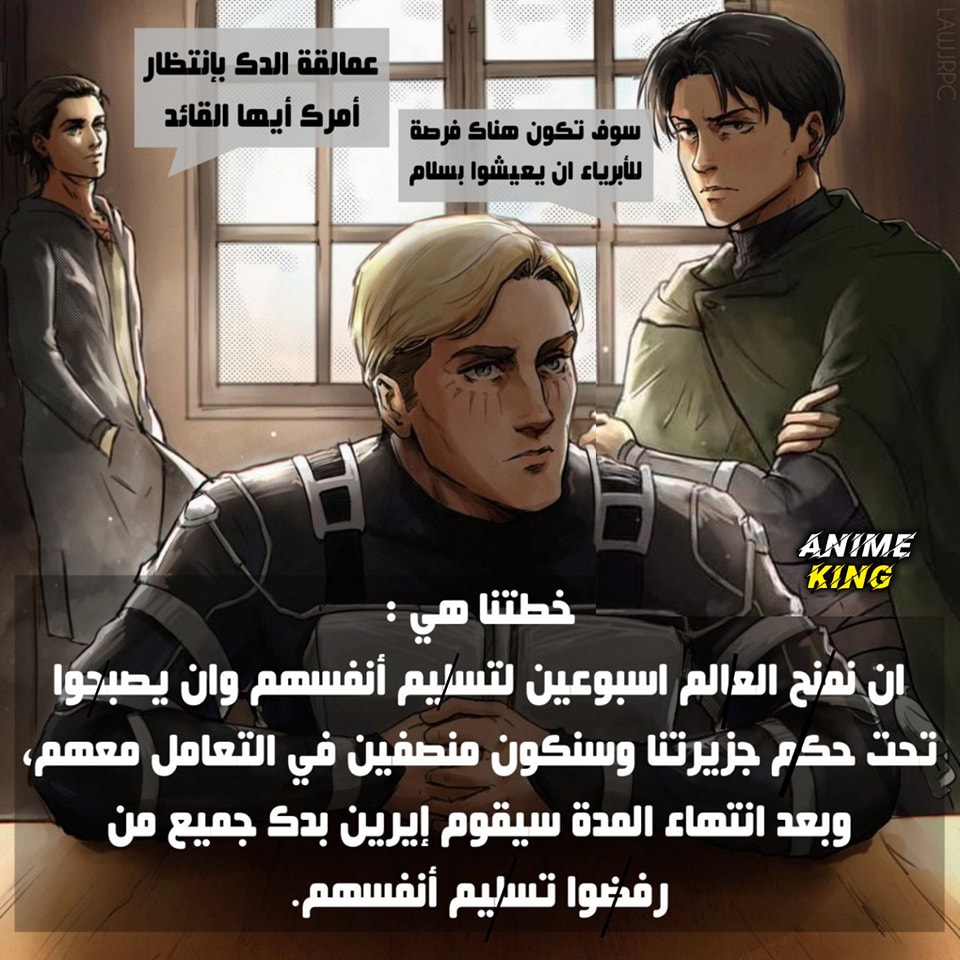 عمالقة الدك بإنتظار
أمرك أيها القائد
سوف تكون هناك فرصة
للأبرياء ان يعيشوا بسلام
ANIME
KING
خطتنا هي :
ان نمنح العالم اسبوعين لتسليم أنفسهم وان يصبحوا
تحت حكم جزيرتنا وسنكون منصفين في التعامل معهم،
وبعد انتهاء المدة سيقوم إيرين بدك جميع من
رفضوا تسليم أنفسهم.
LAWJRPC